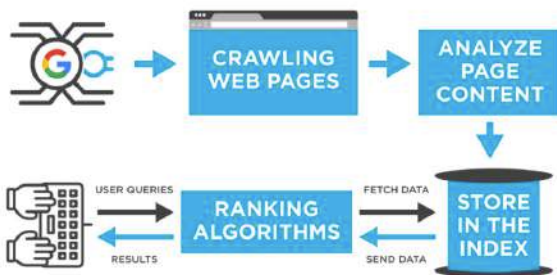 G
CRAWLING
WEB PAGES
ANALYZE
PAGE
CONTENT
USER QUERIES
RESULTS
RANKING
ALGORITHMS
FETCH DATA
SEND DATA
STORE
IN THE
INDEX